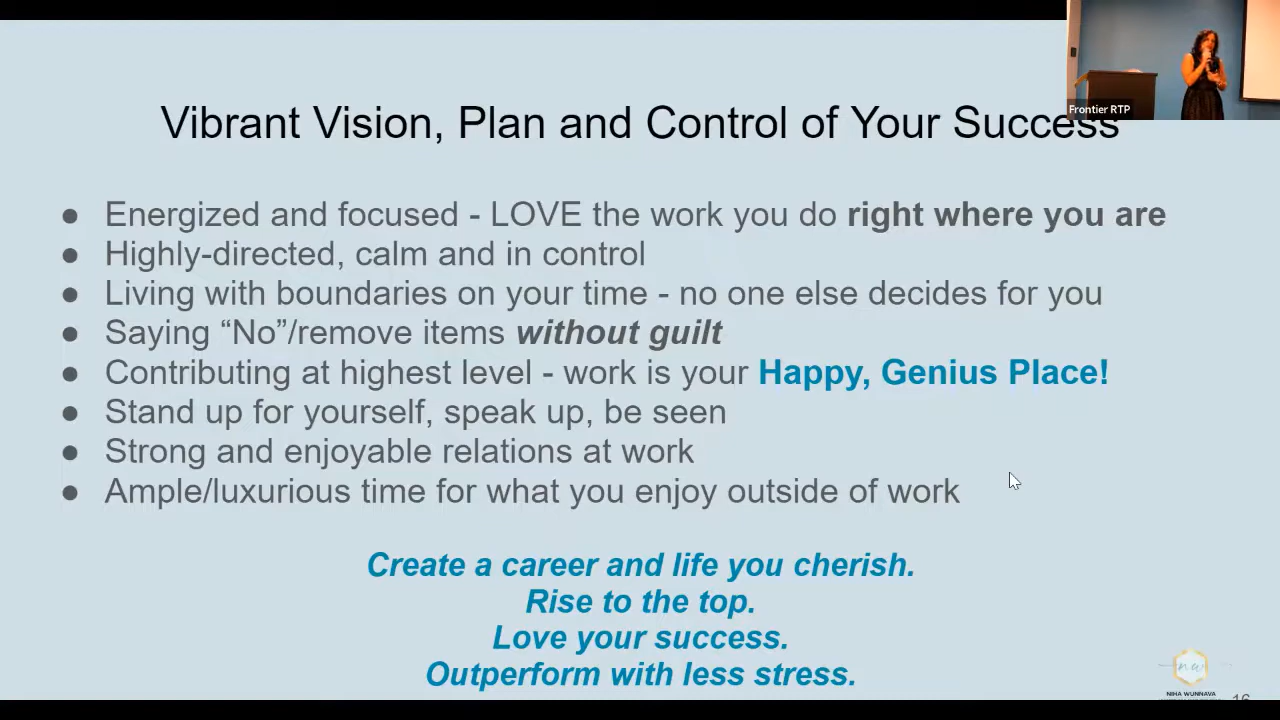 Frontier RTP
Vibrant Vision, Plan and Control of Your Success
● Energized and focused - LOVE the work you do right where you are
● Highly-directed, calm and in control
● Living with boundaries on your time - no one else decides for you
● Saying “No”/remove items without guilt
● Contributing at highest level - work is your Happy, Genius Place!
● Stand up for yourself, speak up, be seen
● Strong and enjoyable relations at work
● Ample/luxurious time for what you enjoy outside of work
Create a career and life you cherish.
Rise to the top.
Love your success.
Outperform with less stress.
nw
NIHA WUNNAVA
16